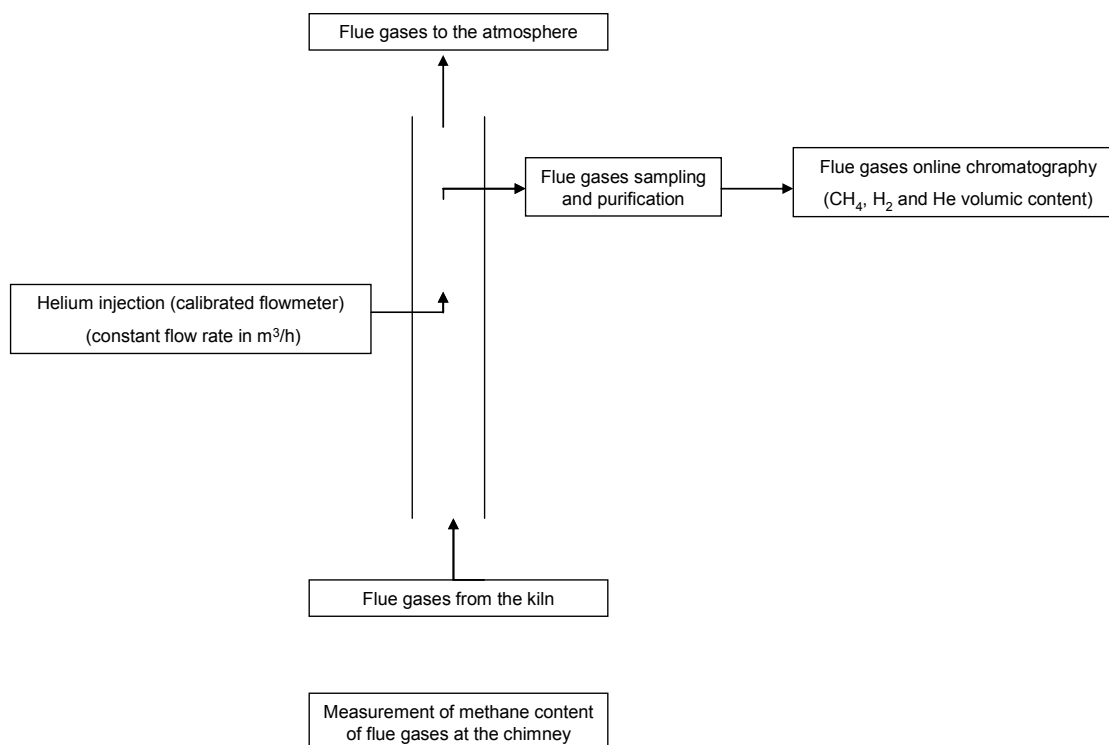 Flue gases to the atmosphere
Flue gases sampling
and purification
Flue gases online chromatography
(CH₄, H₂ and He volumic content)
Helium injection (calibrated flowmeter)
(constant flow rate in m³/h)
Flue gases from the kiln
Measurement of methane content
of flue gases at the chimney